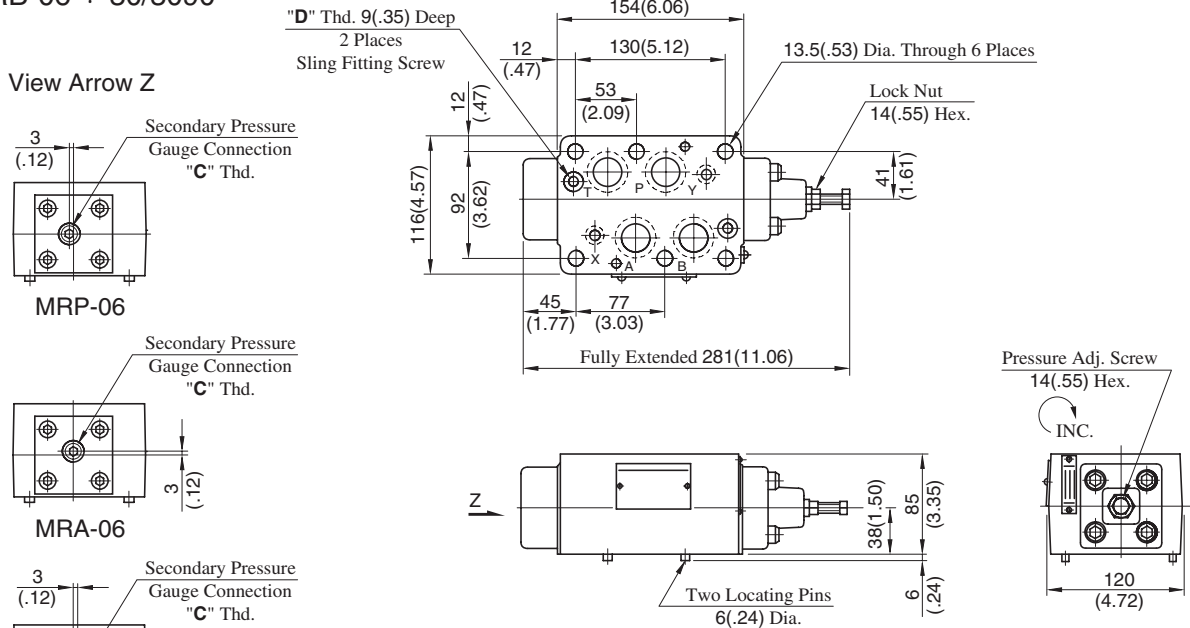 View Arrow Z
3
(.12)
Secondary Pressure
Gauge Connection
"C" Thd.
MRP-06
Secondary Pressure
Gauge Connection
"C" Thd.
3
(.12)
MRA-06
3
(.12)
Secondary Pressure
Gauge Connection
"C" Thd.
"D" Thd. 9(.35) Deep
2 Places
Sling Fitting Screw
154(6.06)
12
(.47)
130(5.12)
13.5(.53) Dia. Through 6 Places
53
(2.09)
Lock Nut
14(.55) Hex.
12
(.47)
116(4.57)
92
(3.62)
41
(1.61)
T
P
Y
X
A
B
45
(1.77)
77
(3.03)
Fully Extended 281(11.06)
Z
38(1.50)
85
(3.35)
6
(.24)
Two Locating Pins
6(.24) Dia.
Pressure Adj. Screw
14(.55) Hex.
INC.
120
(4.72)